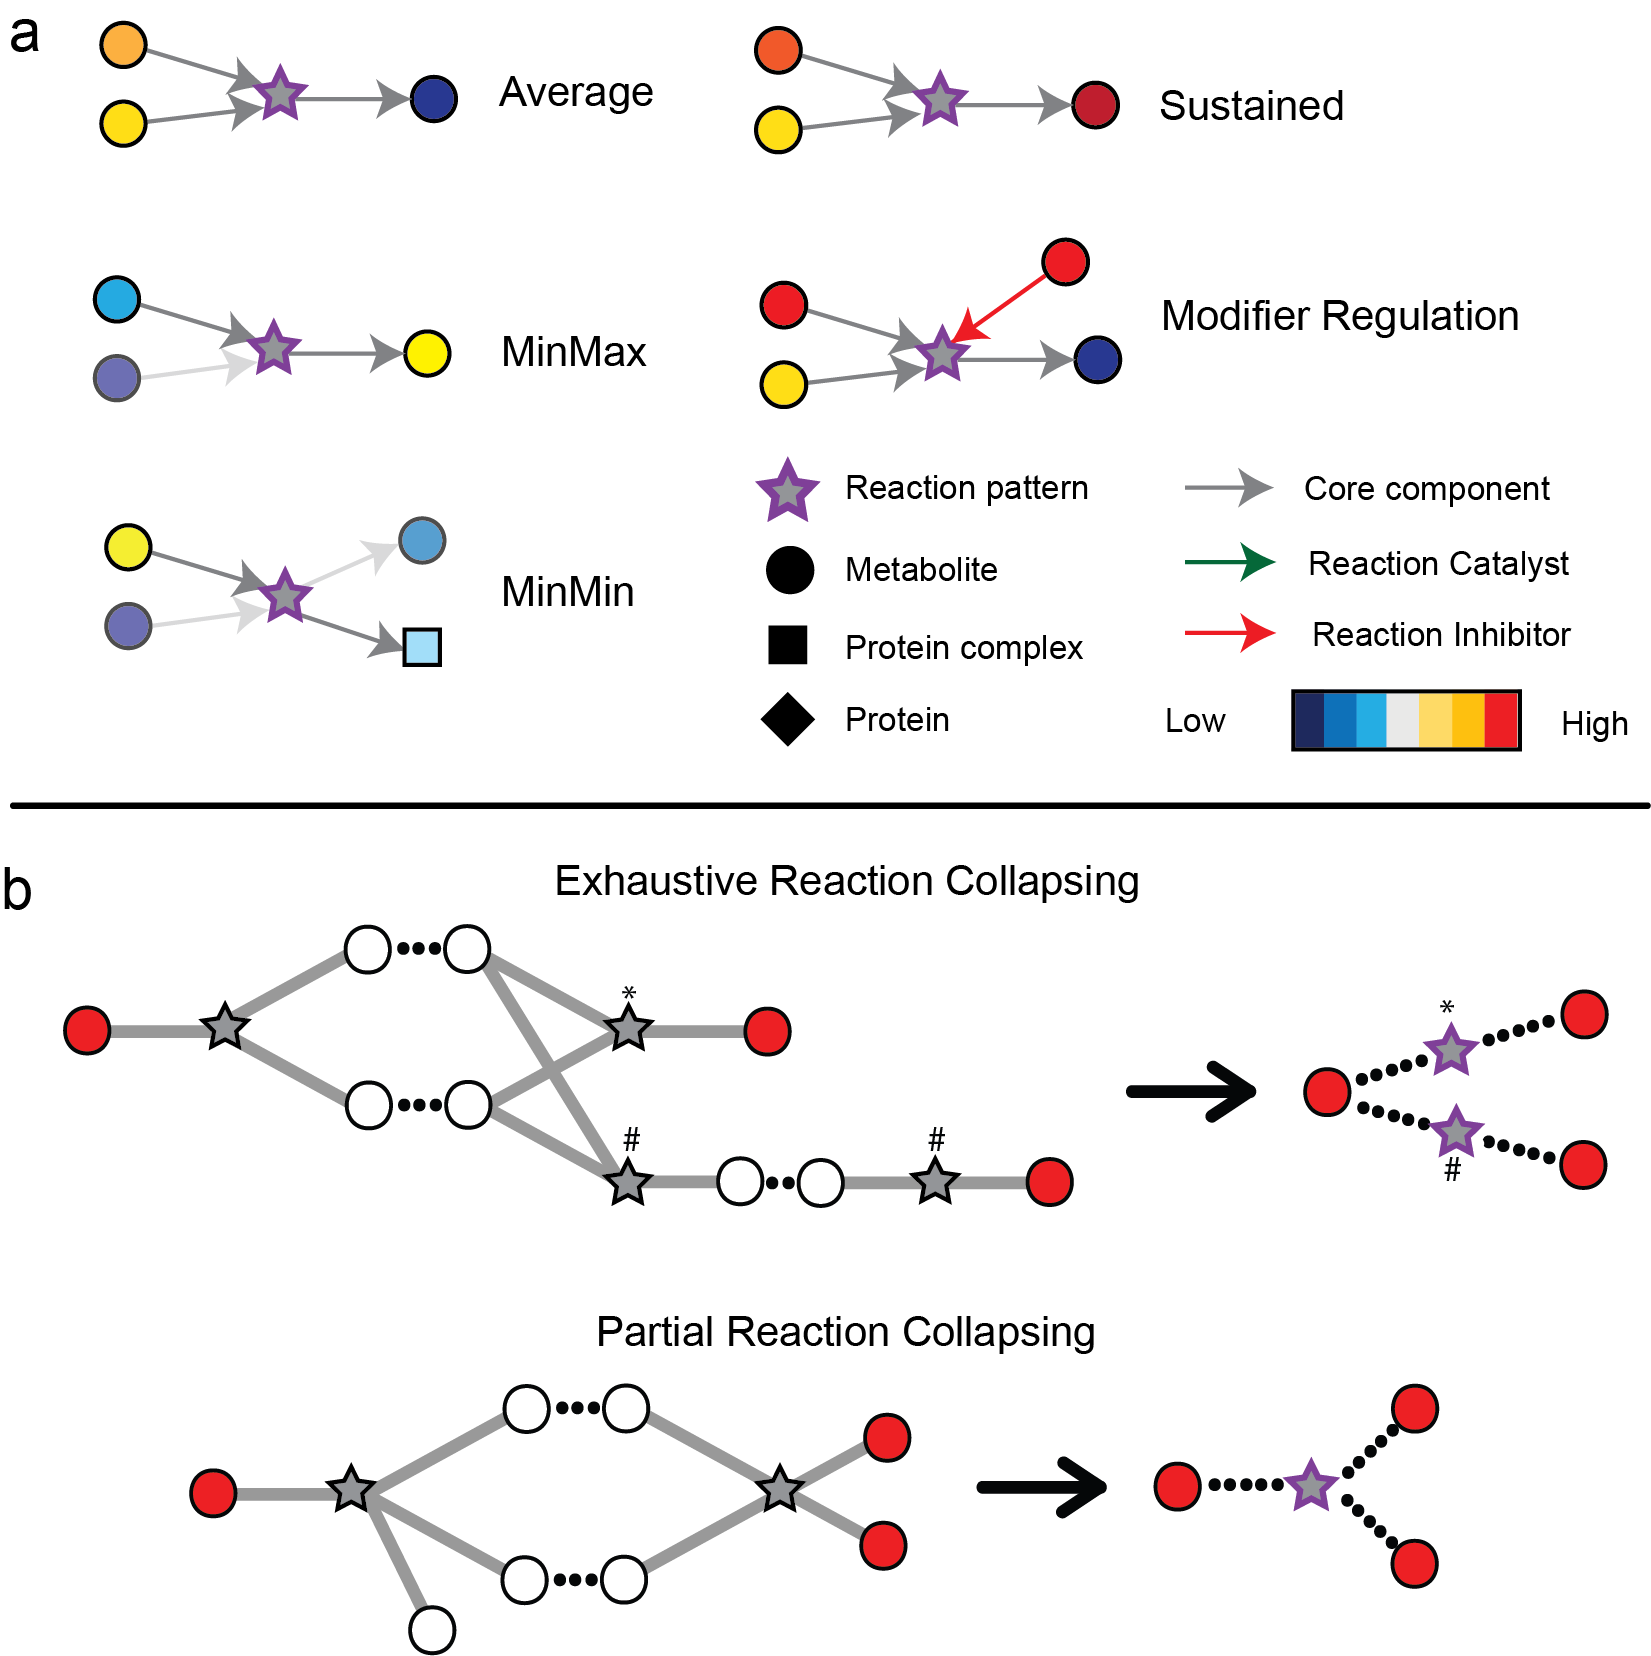 a
Average
Sustained
MinMax
Modifier Regulation
MinMin
Reaction pattern
Core component
Metabolite
Reaction Catalyst
Protein complex
Reaction Inhibitor
Protein
Low
High
b
Exhaustive Reaction Collapsing
*
*
#
#
#
Partial Reaction Collapsing